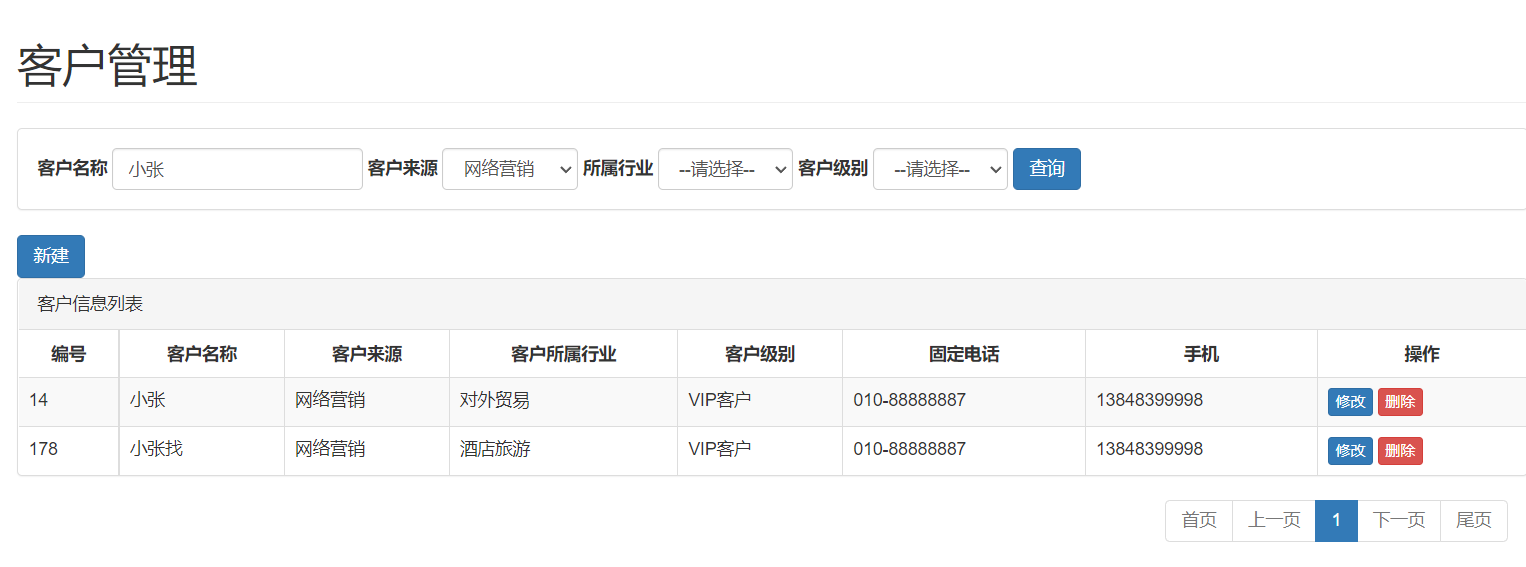 客户管理
客户名称 小张 客户来源 网络营销 所属行业 --请选择-- 客户级别 --请选择-- 查询
新建
客户信息列表
编号 客户名称 客户来源 客户所属行业 客户级别 固定电话 手机 操作
14 小张 网络营销 对外贸易 VIP客户 010-88888887 13848399998 修改 删除
178 小张找 网络营销 酒店旅游 VIP客户 010-88888887 13848399998 修改 删除
首页 上一页 1 下一页 尾页